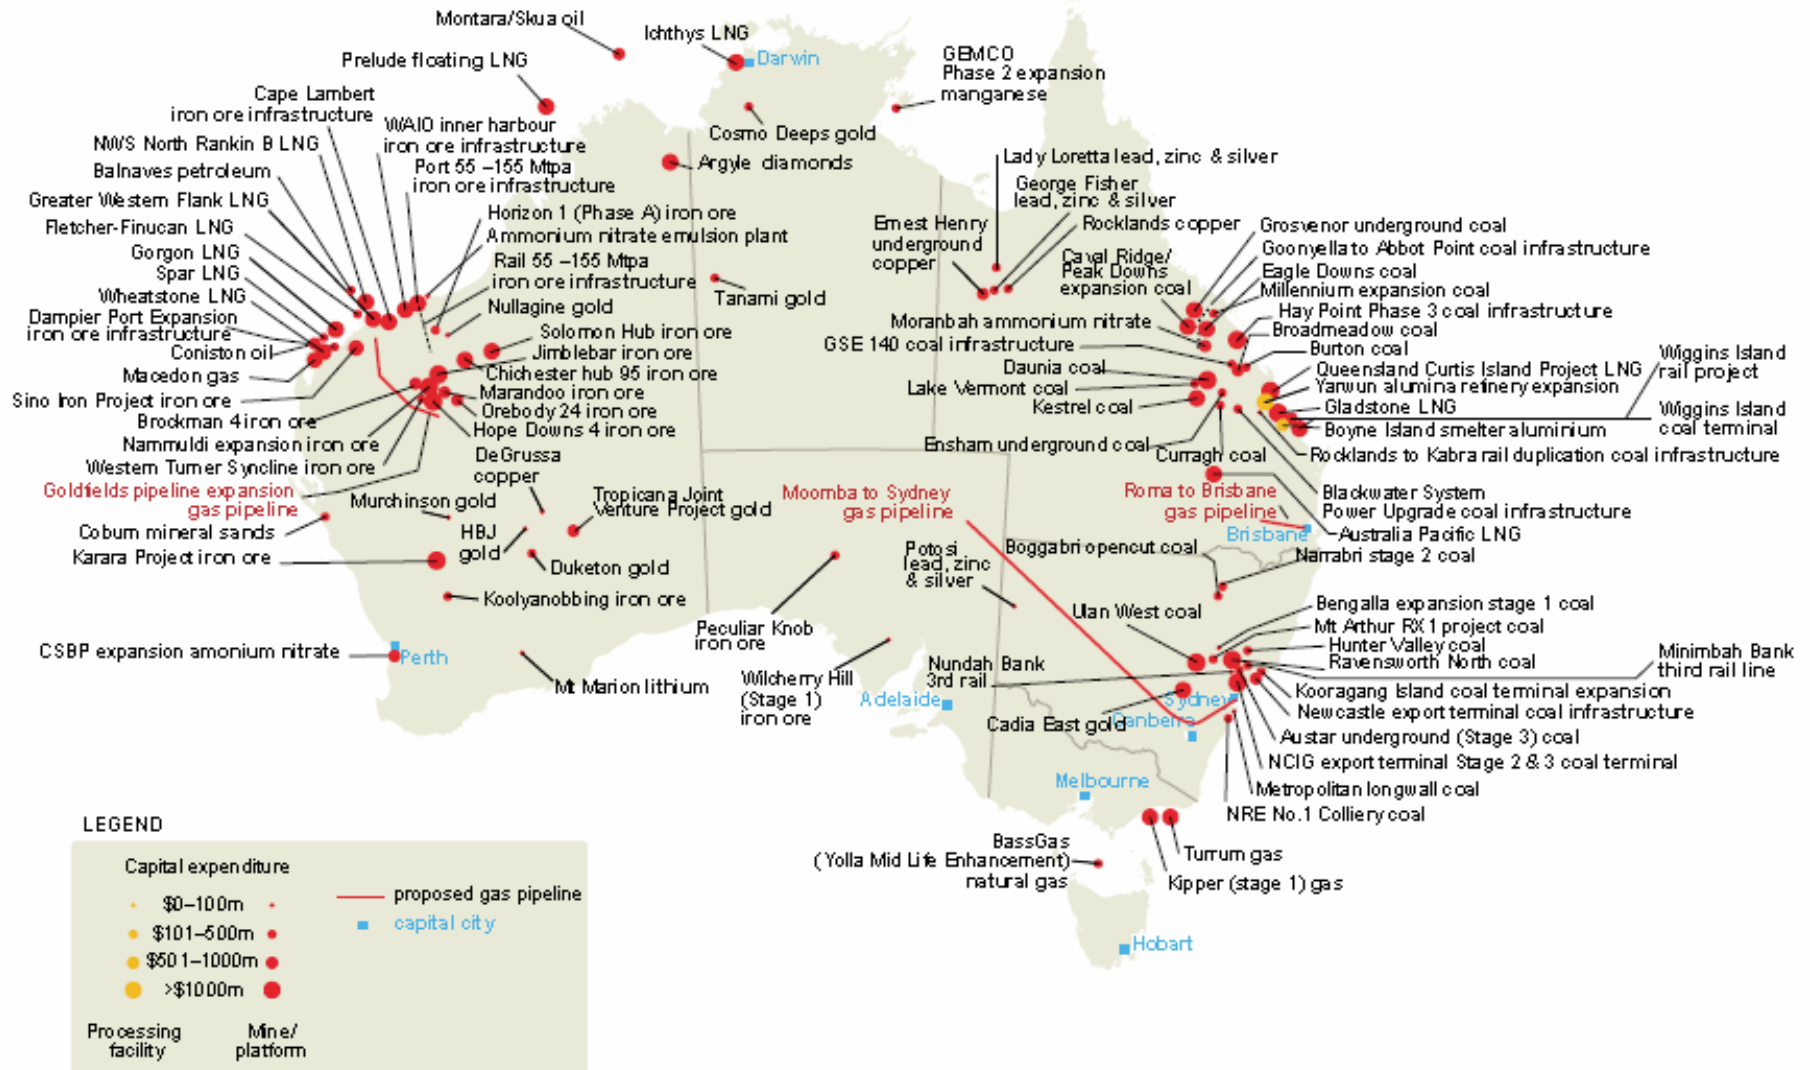 Montara/Skua oil
Ichthys LNG
Darwin
GEMCO
Phase 2 expansion
manganese
Prelude floating LNG
Cape Lambert
iron ore infrastructure
WAIO inner harbour
iron ore infrastructure
NWS North Rankin B LNG
Port 55 –155 Mtpa
iron ore infrastructure
Balnaves petroleum
Cosmo Deeps gold
Argyle diamonds
Lady Loretta lead, zinc & silver
George Fisher
lead, zinc & silver
Greater Western Flank LNG
Horizon 1 (Phase A) iron ore
Ernest Henry
underground
copper
Rocklands copper
Fletcher-Finucan LNG
Ammonium nitrate emulsion plant
Gorgon LNG
Rail 55 –155 Mtpa
iron ore infrastructure
Caval Ridge/
Peak Downs
expansion coal
Grosvenor underground coal
Goonyella to Abbot Point coal infrastructure
Eagle Downs coal
Millennium expansion coal
Spar LNG
Wheatstone LNG
Nullagine gold
Tanami gold
Hay Point Phase 3 coal infrastructure
Dampier Port Expansion
iron ore infrastructure
Solomon Hub iron ore
Moranbah ammonium nitrate
Broadmeadow coal
GSE 140 coal infrastructure
Burton coal
Coniston oil
Jimblebar iron ore
Daunia coal
Queensland Curtis Island Project LNG
Wiggins Island
rail project
Macedon gas
Chichester hub 95 iron ore
Lake Vermont coal
Yarwun alumina refinery expansion
Sino Iron Project iron ore
Marandoo iron ore
Kestrel coal
Gladstone LNG
Wiggins Island
coal terminal
Brockman 4 iron ore
Orebody 24 iron ore
Boyne Island smelter aluminium
Nammuldi expansion iron ore
Hope Downs 4 iron ore
Ensham underground coal
Curragh coal
Rocklands to Kabra rail duplication coal infrastructure
Western Turner Syncline iron ore
DeGrussa
copper
Goldfields pipeline expansion
gas pipeline
Murchinson gold
Tropicana Joint
Venture Project gold
Moomba to Sydney
gas pipeline
Roma to Brisbane
gas pipeline
Blackwater System
Power Upgrade coal infrastructure
Coburn mineral sands
HBJ
gold
Brisbane
Australia Pacific LNG
Karara Project iron ore
Duketon gold
Potosi
lead, zinc
& silver
Boggabri opencut coal
Narrabri stage 2 coal
Koolyanobbing iron ore
Ulan West coal
Bengalla expansion stage 1 coal
Peculiar Knob
iron ore
Mt Arthur RX1 project coal
Hunter Valley coal
Ravensworth North coal
Minimbah Bank
third rail line
CSBP expansion amonium nitrate
Perth
Mt Marion lithium
Wilcherry Hill
(Stage 1)
iron ore
Nundah Bank
3rd rail
Adelaide
Sydney
Kooragang Island coal terminal expansion
Newcastle export terminal coal infrastructure
Cadia East gold
Canberra
Austar underground (Stage 3) coal
NCIG export terminal Stage 2 & 3 coal terminal
Melbourne
Metropolitan longwall coal
NRE No.1 Colliery coal
BassGas
(Yolla Mid Life Enhancement)
natural gas
Turrum gas
Kipper (stage 1) gas
Hobart
LEGEND
Capital expenditure
$0–100m
$101–500m
$501–1000m
>$1000m
Processing
facility
Mine/
platform
proposed gas pipeline
capital city